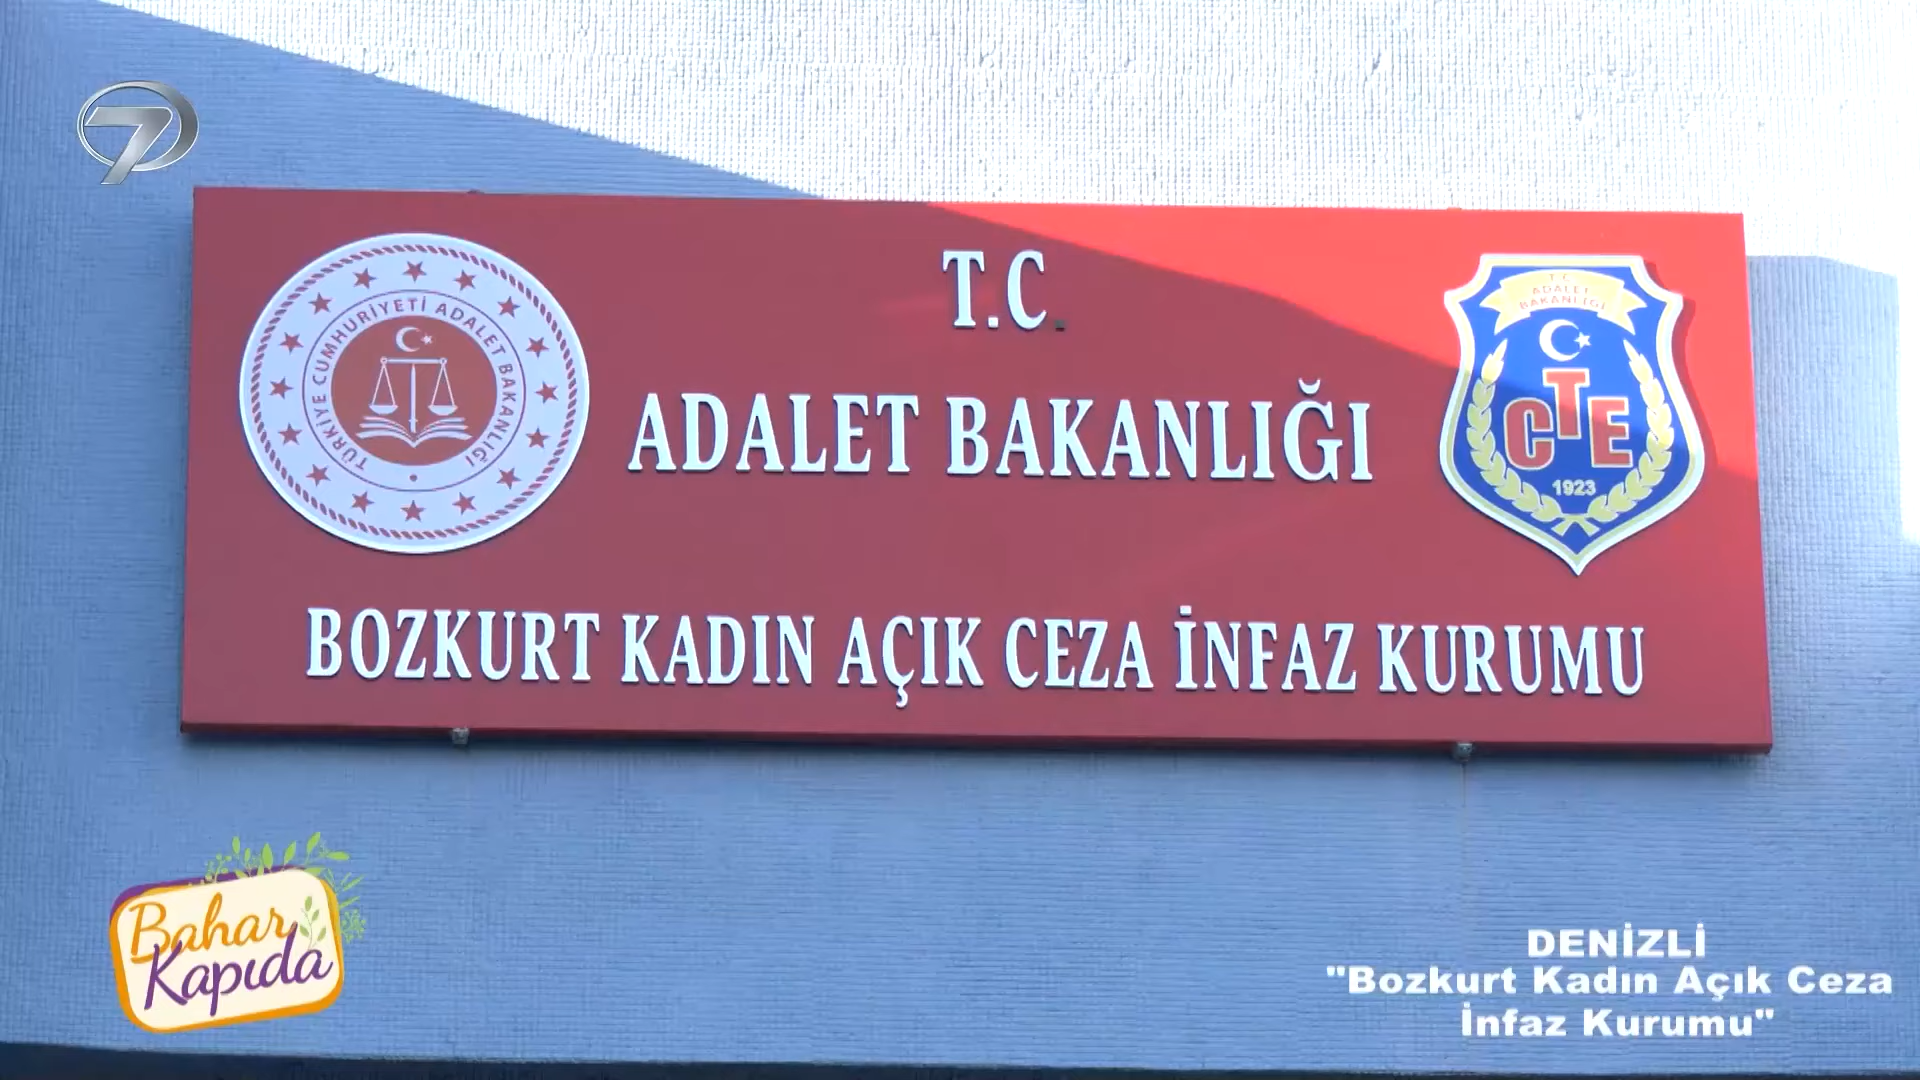 7
T.C.
TÜRKİYE CUMHURİYETİ ADALET BAKANLIĞI
T.C.
ADALET
BAKANLIĞI
CTE
1923
ADALET BAKANLIĞI
BOZKURT KADIN AÇIK CEZA İNFAZ KURUMU
Bahar
Kapıda
DENİZLİ
"Bozkurt Kadın Açık Ceza
İnfaz Kurumu"